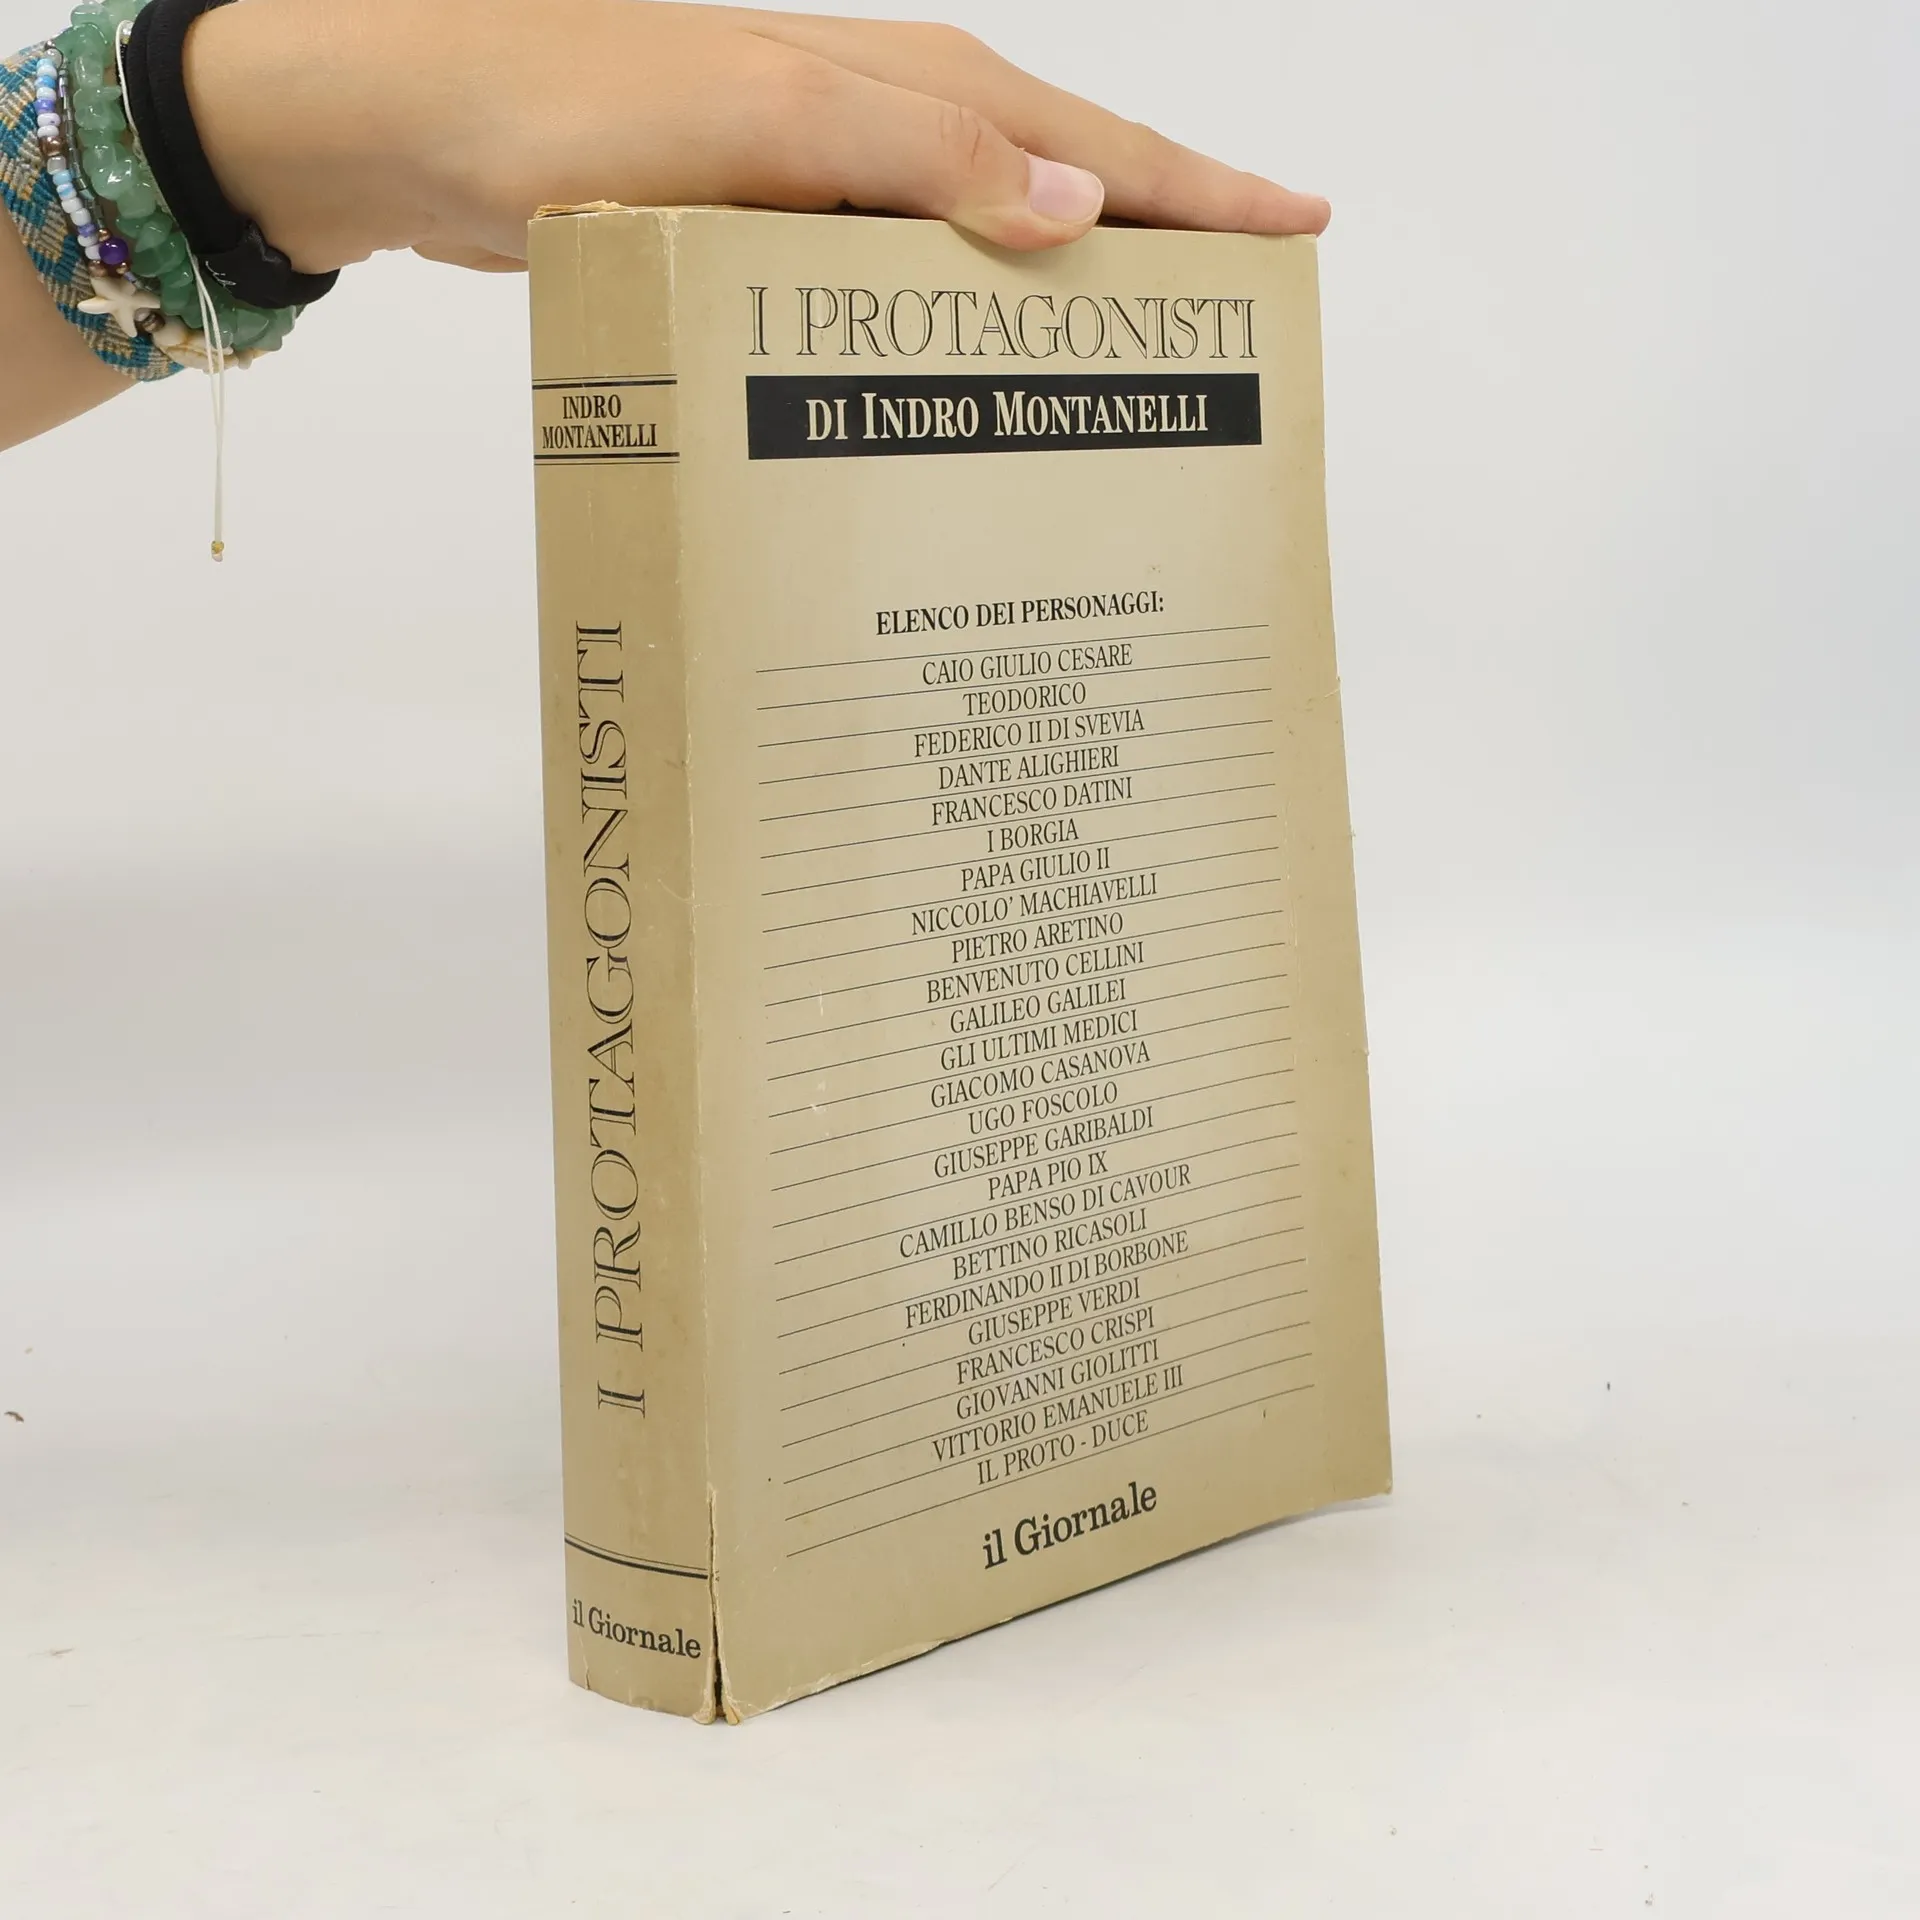 I PROTAGONISTI
DI INDRO MONTANELLI
ELENCO DEI PERSONAGGI:
CAIO GIULIO CESARE
TEODORICO
FEDERICO II DI SVEVIA
DANTE ALIGHIERI
FRANCESCO DATINI
I BORGIA
PAPA GIULIO II
NICCOLO' MACHIAVELLI
PIETRO ARETINO
BENVENUTO CELLINI
GALILEO GALILEI
GLI ULTIMI MEDICI
GIACOMO CASANOVA
UGO FOSCOLO
GIUSEPPE GARIBALDI
PAPA PIO IX
CAMILLO BENSO DI CAVOUR
BETTINO RICASOLI
FERDINANDO II DI BORBONE
GIUSEPPE VERDI
FRANCESCO CRISPI
GIOVANNI GIOLITTI
VITTORIO EMANUELE III
IL PROTO - DUCE
il Giornale
INDRO
MONTANELLI
I PROTAGONISTI
il Giornale